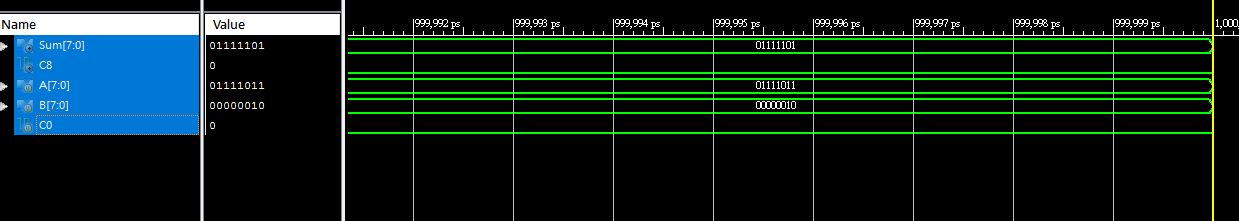 Name Value
999,992 ps 999,993 ps 999,994 ps 999,995 ps 999,996 ps 999,997 ps 999,998 ps 999,999 ps 1,000,
Sum[7:0] 01111101 01111101
C8 0
A[7:0] 01111011 01111011
B[7:0] 00000010 00000010
C0 0